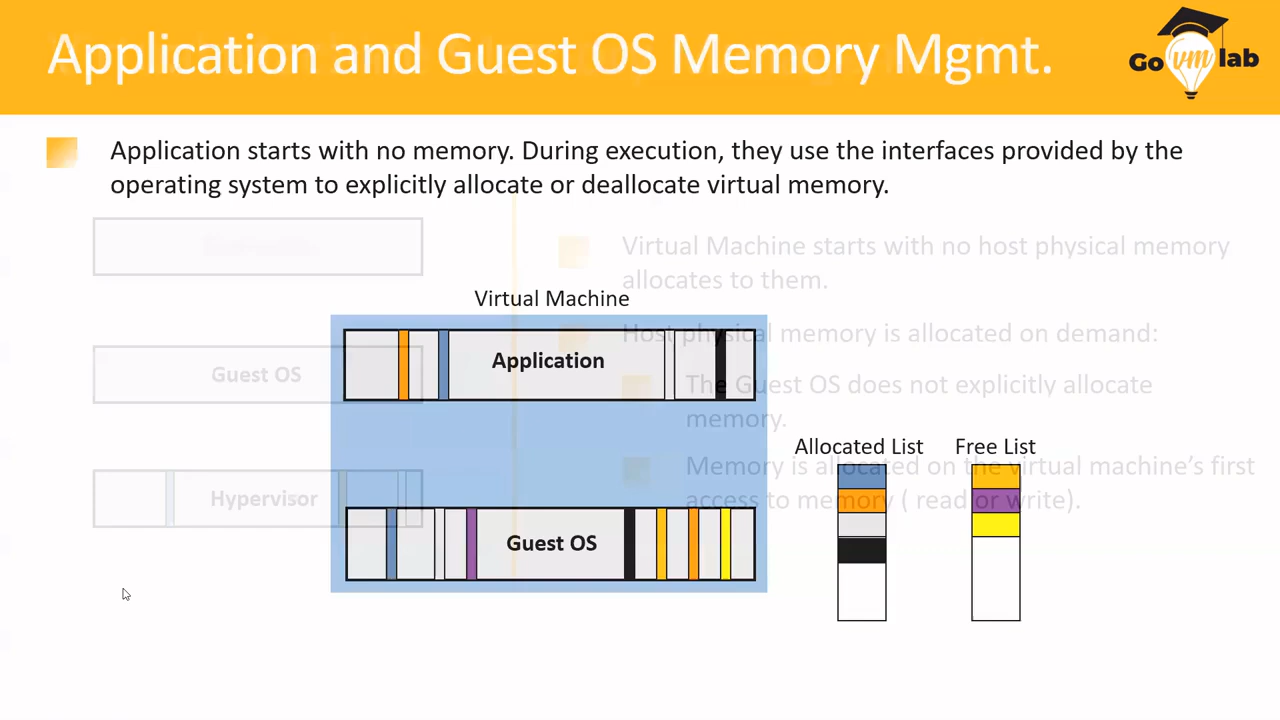 Application and Guest OS Memory Mgmt.
Go vm lab
Application starts with no memory. During execution, they use the interfaces provided by the
operating system to explicitly allocate or deallocate virtual memory.
Virtual Machine starts with no host physical memory
allocates to them.
Virtual Machine
Host physical memory is allocated on demand:
Application
Guest OS
The Guest OS does not explicitly allocate
memory.
Allocated List
Free List
Memory is allocated on the virtual machine’s first
access to memory ( read or write).
Hypervisor
Guest OS